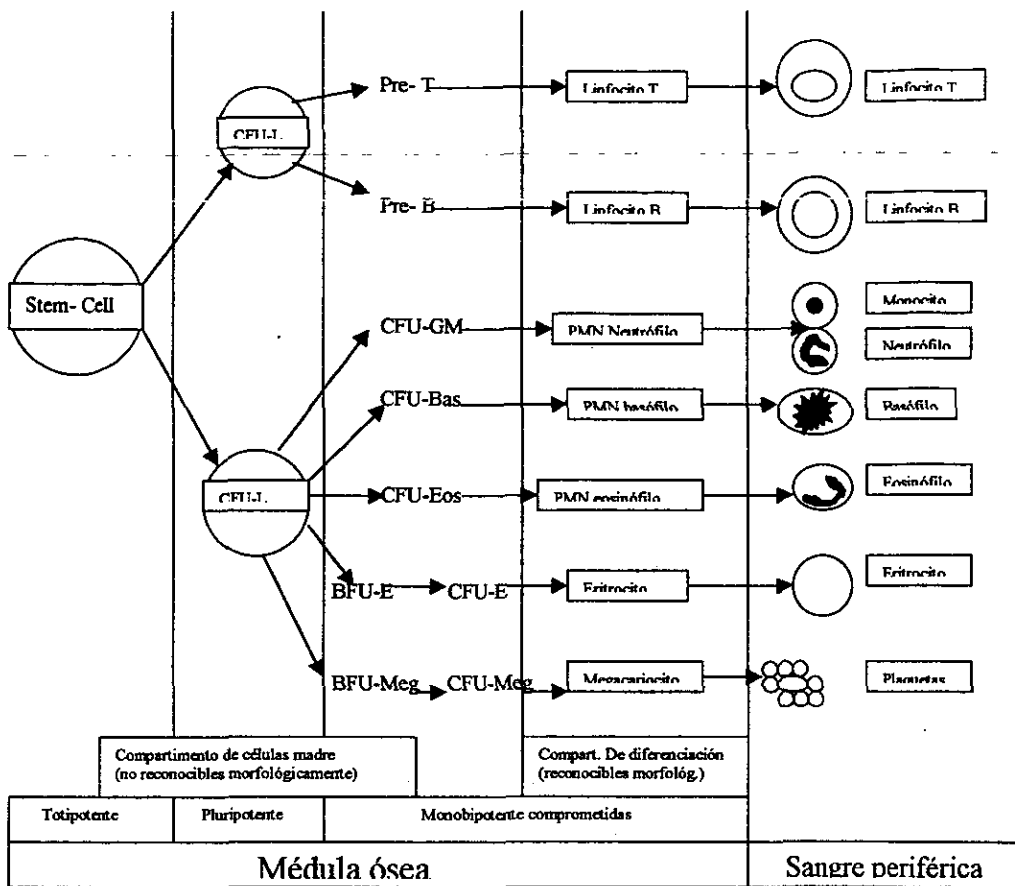 Pre- T
Linfocito T
Linfocito T
CFU-L
Pre- B
Linfocito B
Linfocito B
Stem- Cell
Monocito
CFU-GM
PMN Neutrófilo
Neutrófilo
CFU-Bas
PMN basófilo
Basófilo
CFU-L
CFU-Eos
PMN eosinófilo
Eosinófilo
BFU-E
CFU-E
Eritrocito
Eritrocito
BFU-Meg
CFU-Meg
Megacariocito
Plaquetas
Compartimento de células madre
(no reconocibles morfológicamente)
Compart. De diferenciación
(reconocibles morfológ.)
Totipotente
Pluripotente
Monobipotente comprometidas
Médula ósea
Sangre periférica